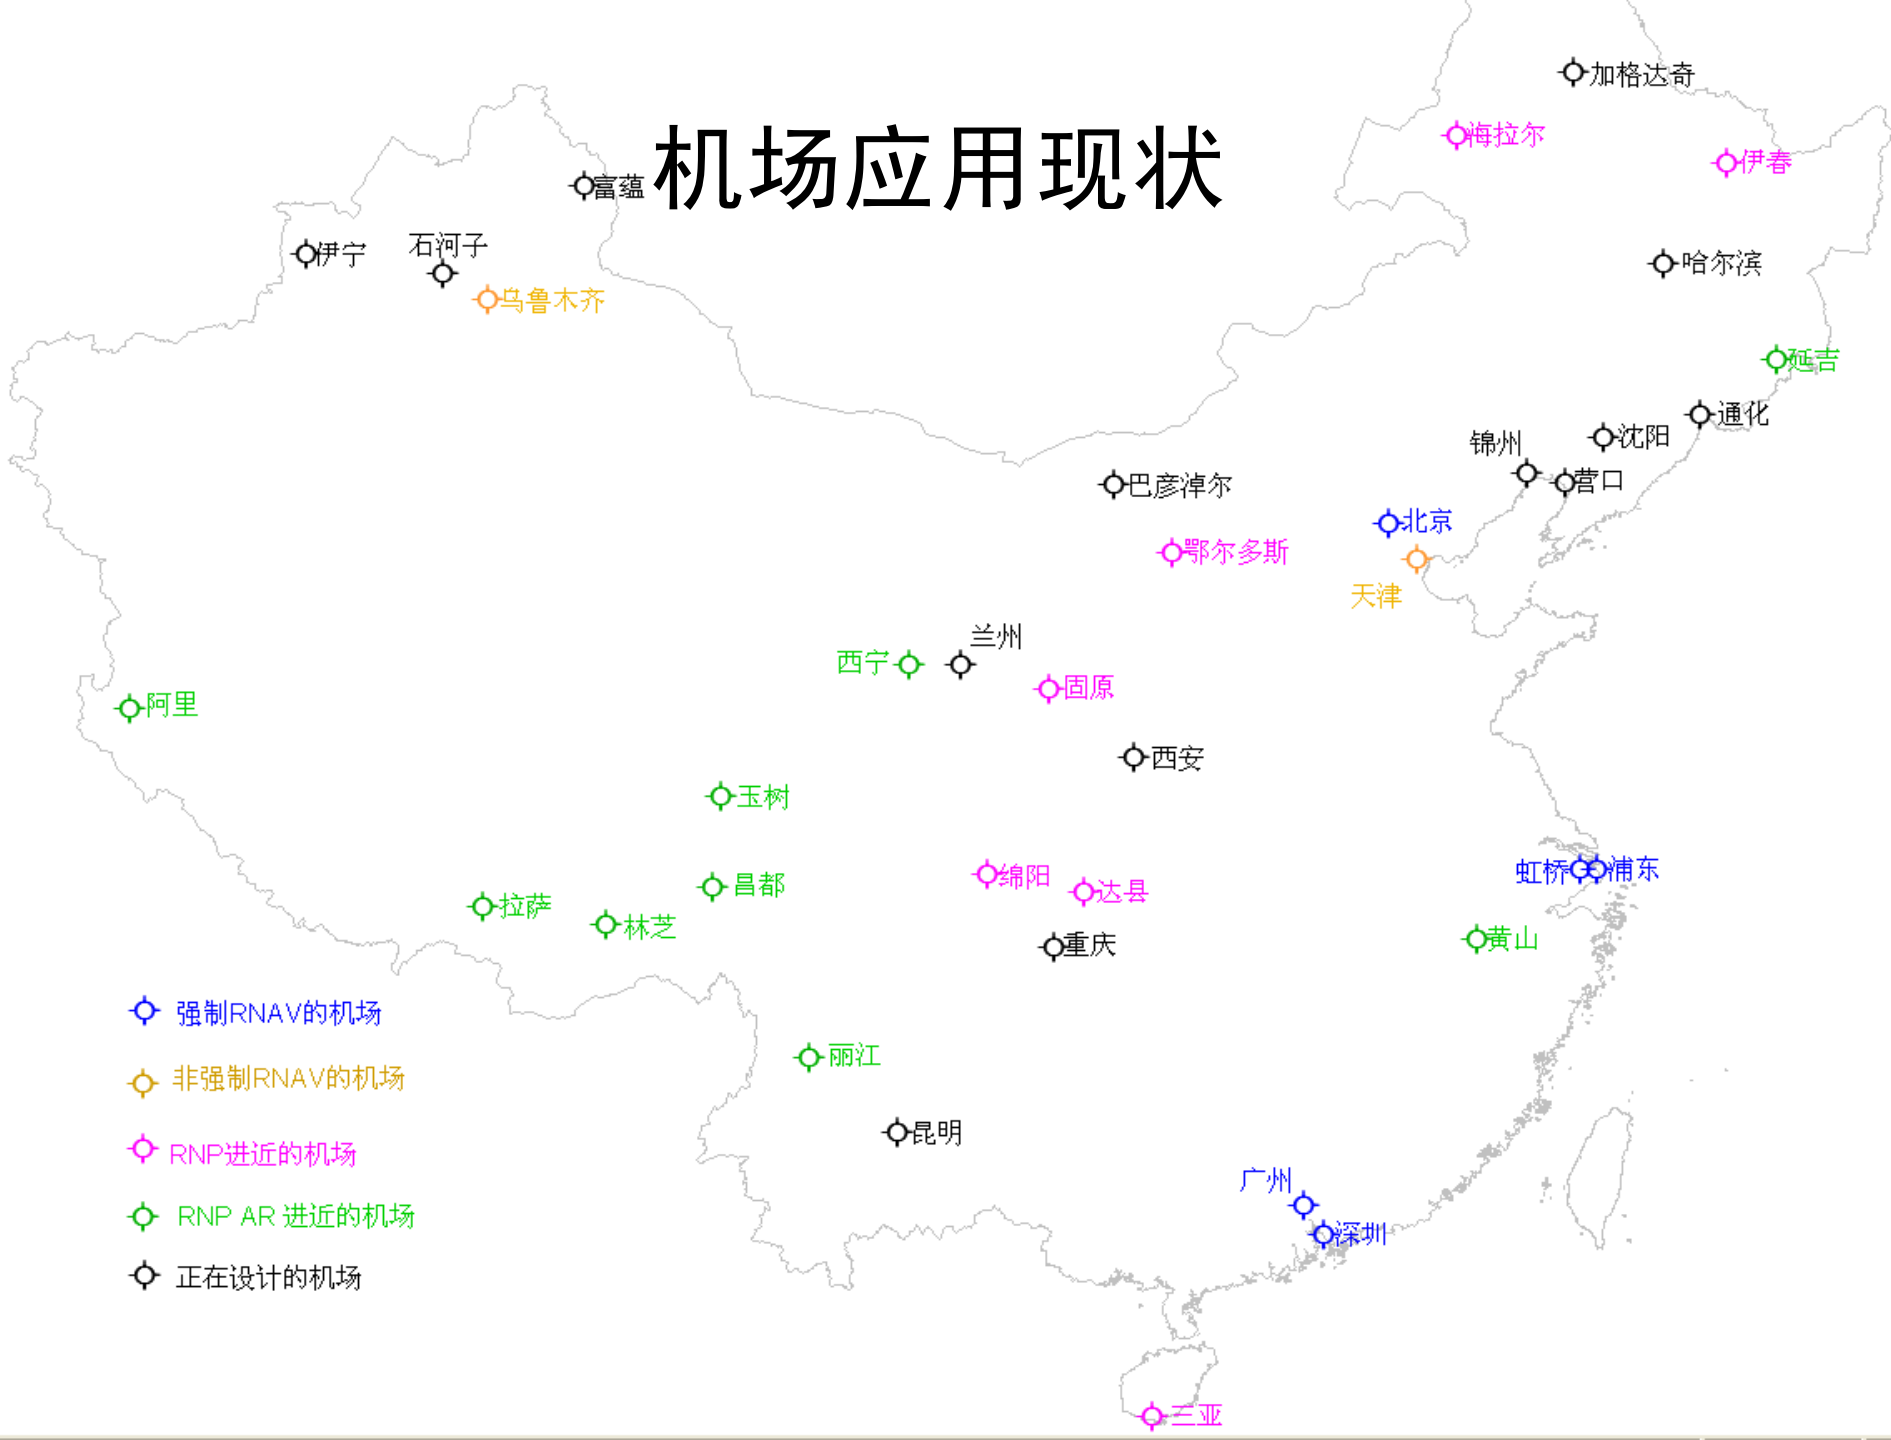 机场应用现状
加格达奇
海拉尔
伊春
富蕴
伊宁
石河子
乌鲁木齐
哈尔滨
延吉
通化
沈阳
锦州
营口
巴彦淖尔
北京
鄂尔多斯
天津
兰州
西宁
固原
阿里
西安
玉树
绵阳
达县
昌都
拉萨
林芝
重庆
虹桥
浦东
黄山
丽江
昆明
广州
深圳
三亚
强制RNAV的机场
非强制RNAV的机场
RNP进近的机场
RNP AR 进近的机场
正在设计的机场